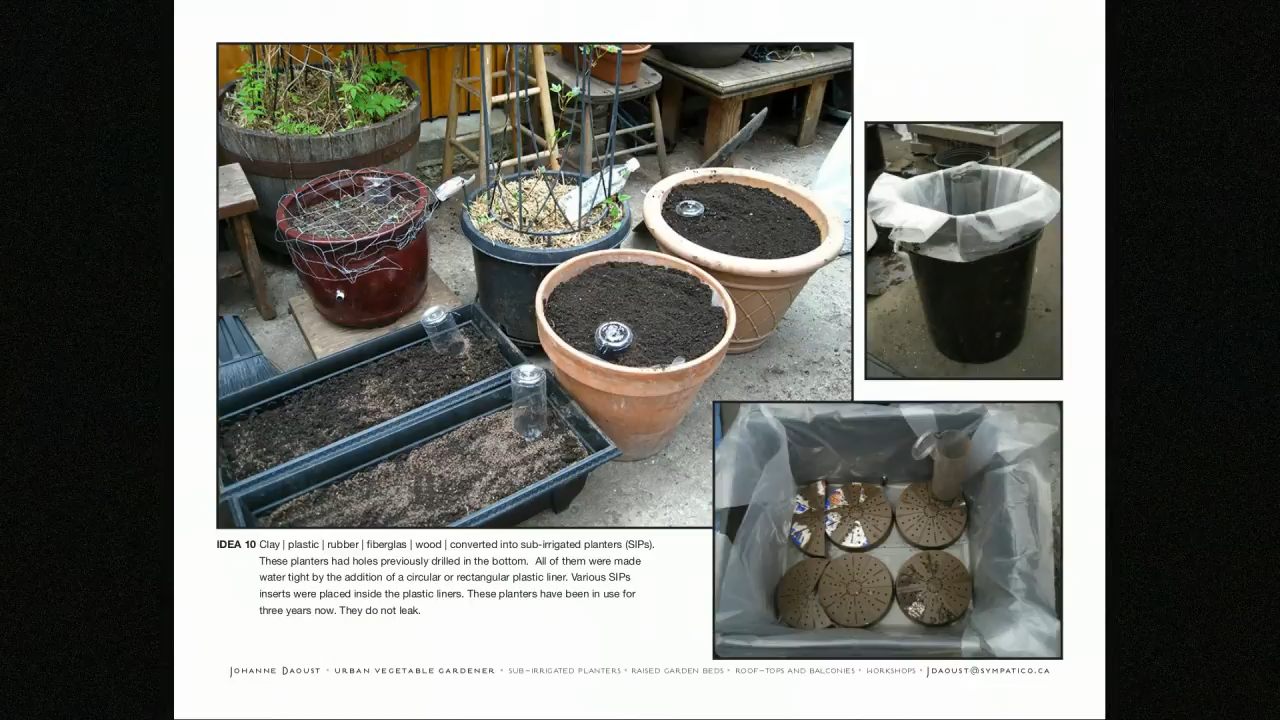 IDEA 10 Clay | plastic | rubber | fiberglas | wood | converted into sub-irrigated planters (SIPs).
These planters had holes previously drilled in the bottom. All of them were made
water tight by the addition of a circular or rectangular plastic liner. Various SIPs
inserts were placed inside the plastic liners. These planters have been in use for
three years now. They do not leak.
Johanne Daoust • urban vegetable gardener • sub-irrigated planters • raised garden beds • roof-tops and balconies • workshops • jdaoust@sympatico.ca